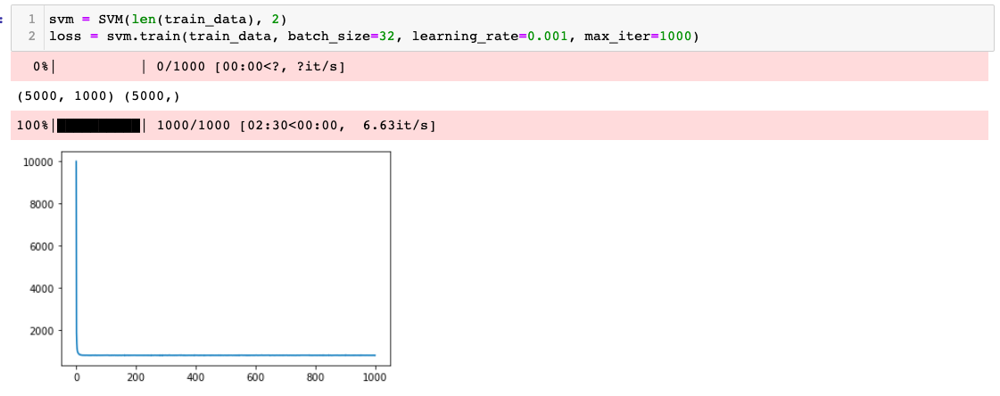 :
1 svm = SVM(len(train_data), 2)
2 loss = svm.train(train_data, batch_size=32, learning_rate=0.001, max_iter=1000)
0%| | 0/1000 [00:00<?, ?it/s]
(5000, 1000) (5000,)
100%|██████████| 1000/1000 [02:30<00:00, 6.63it/s]
10000
8000
6000
4000
2000
0 200 400 600 800 1000